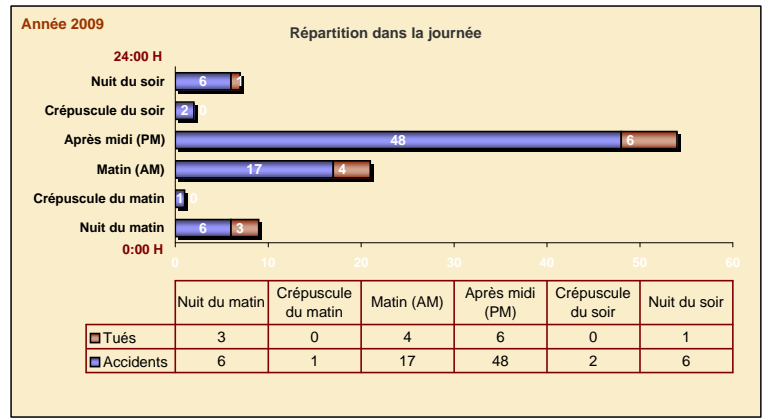 Année 2009
Répartition dans la journée
24:00 H
Nuit du soir 6 1
Crépuscule du soir 2 0
Après midi (PM) 48 6
Matin (AM) 17 4
Crépuscule du matin 1 0
Nuit du matin 6 3
0:00 H
0 10 20 30 40 50 60
Nuit du matin Crépuscule du matin Matin (AM) Après midi (PM) Crépuscule du soir Nuit du soir
Tués 3 0 4 6 0 1
Accidents 6 1 17 48 2 6